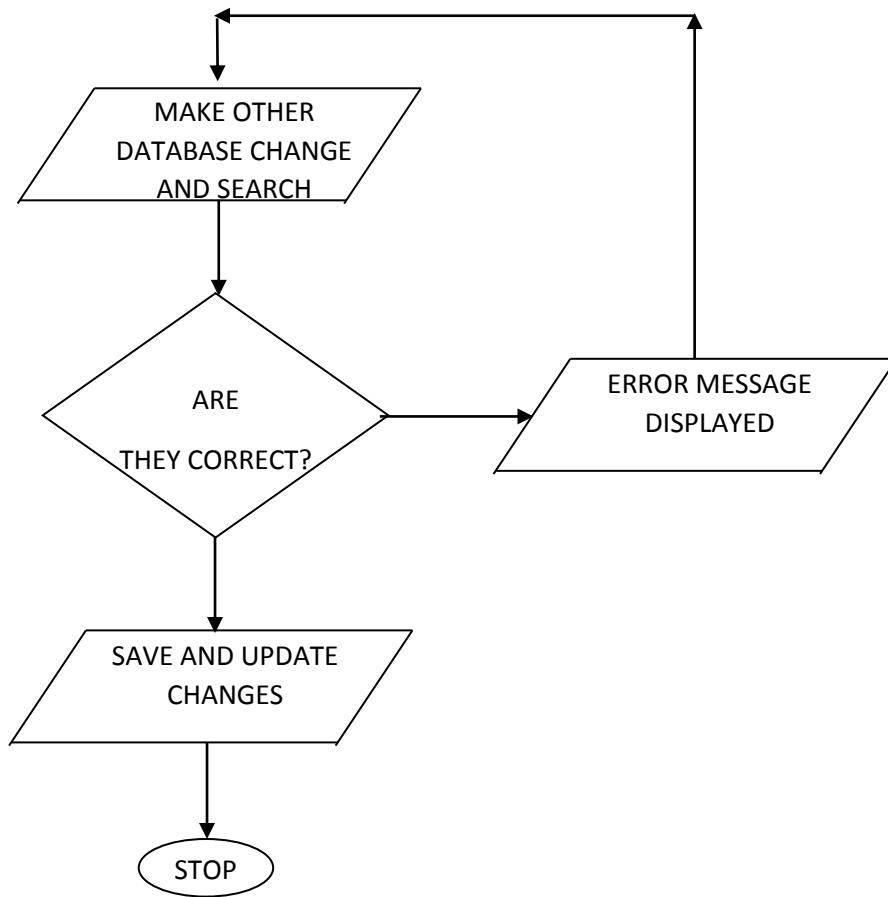 MAKE OTHER
DATABASE CHANGE
AND SEARCH
ARE
THEY CORRECT?
ERROR MESSAGE
DISPLAYED
SAVE AND UPDATE
CHANGES
STOP